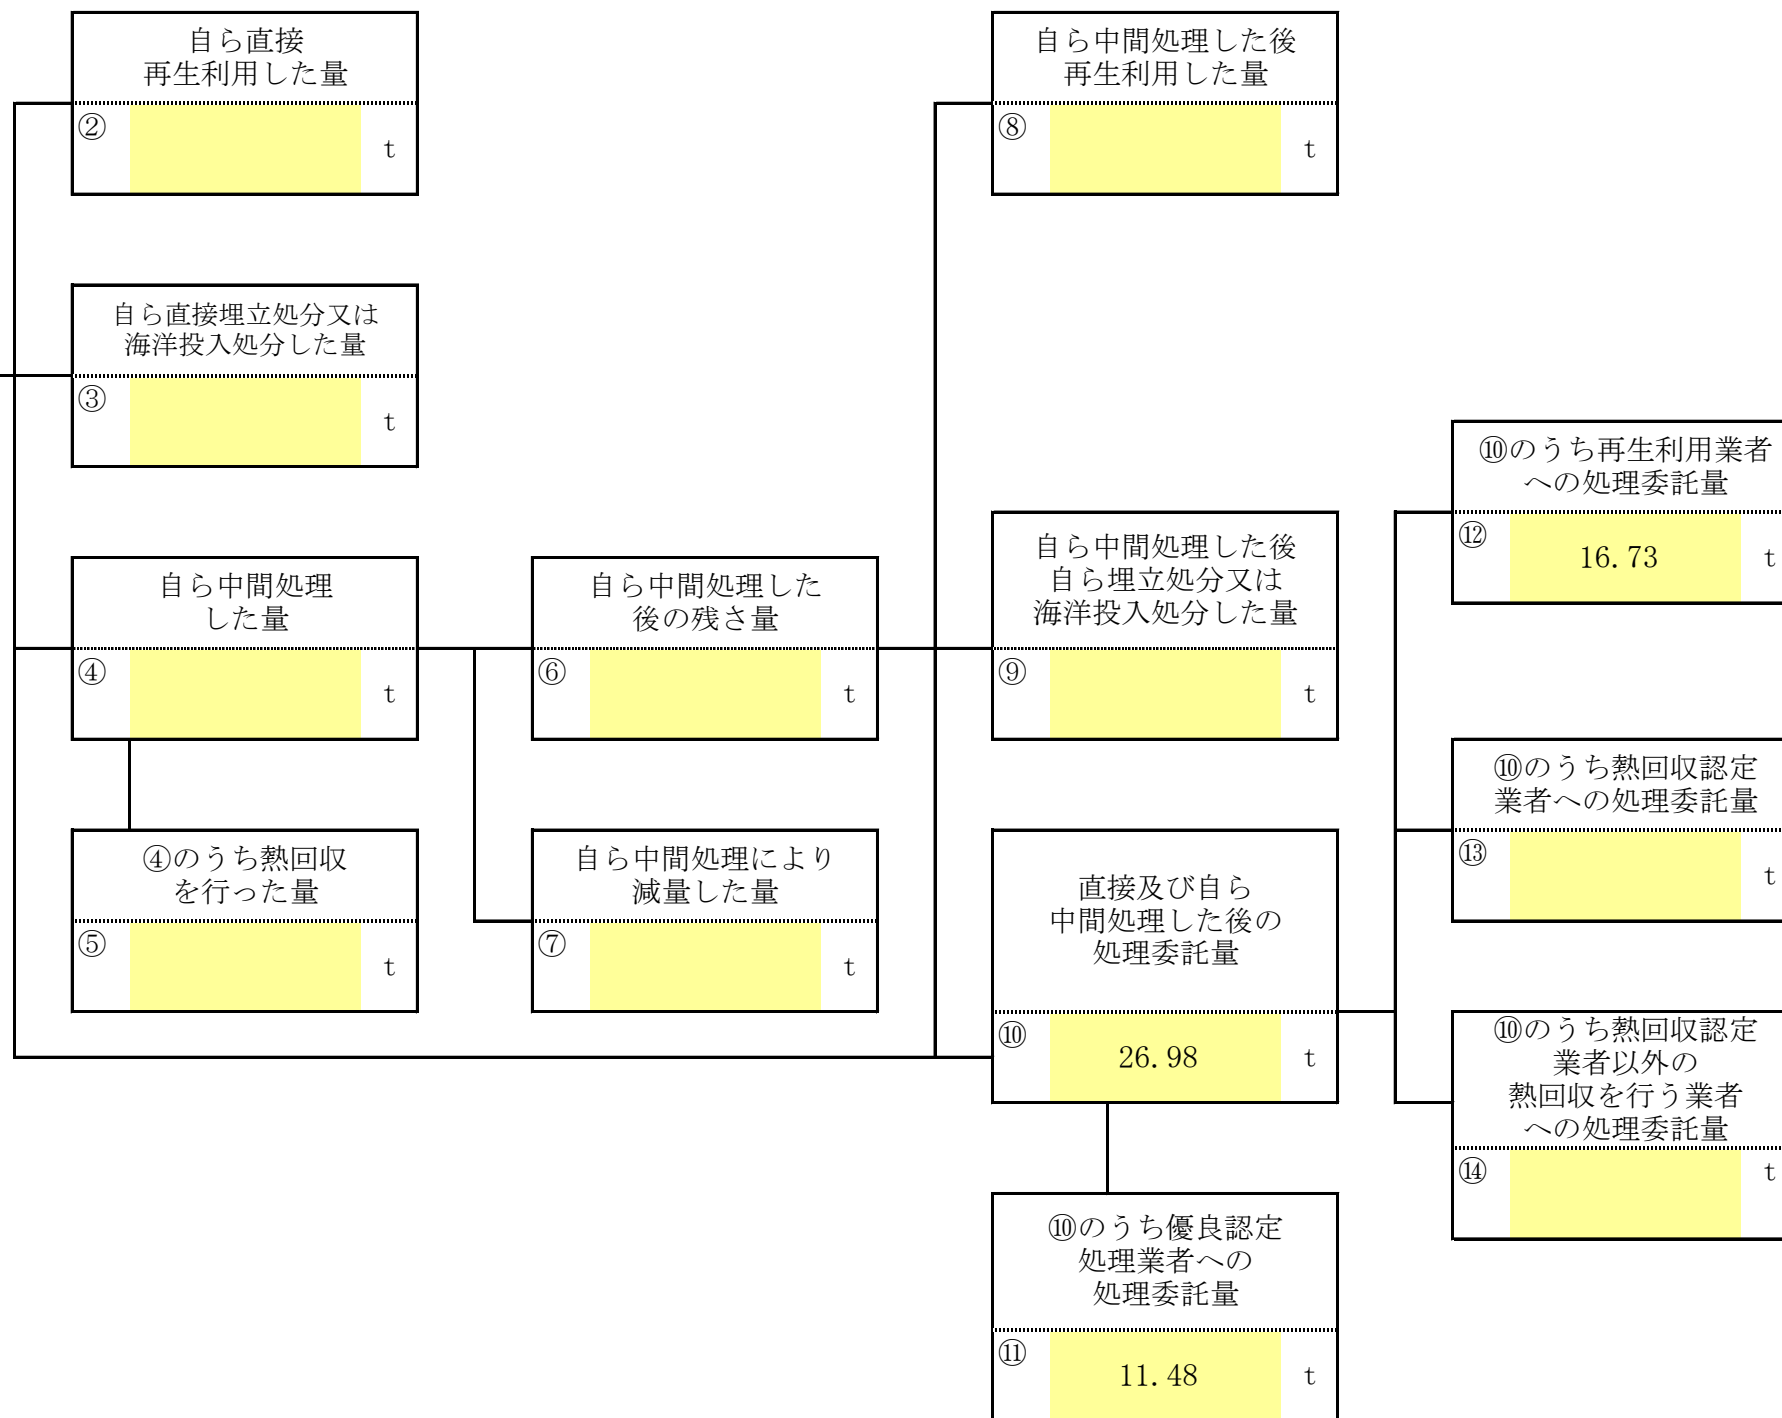 自ら直接
再生利用した量
②
t
自ら中間処理した後
再生利用した量
⑧
t
自ら直接埋立処分又は
海洋投入処分した量
③
t
⑩のうち再生利用業者
への処理委託量
⑫
16.73
t
自ら中間処理
した量
④
t
自ら中間処理した
後の残さ量
⑥
t
自ら中間処理した後
自ら埋立処分又は
海洋投入処分した量
⑨
t
⑩のうち熱回収認定
業者への処理委託量
⑬
t
④のうち熱回収
を行った量
⑤
t
自ら中間処理により
減量した量
⑦
t
直接及び自ら
中間処理した後の
処理委託量
⑩
26.98
t
⑩のうち熱回収認定
業者以外の
熱回収を行う業者
への処理委託量
⑭
t
⑩のうち優良認定
処理業者への
処理委託量
⑪
11.48
t